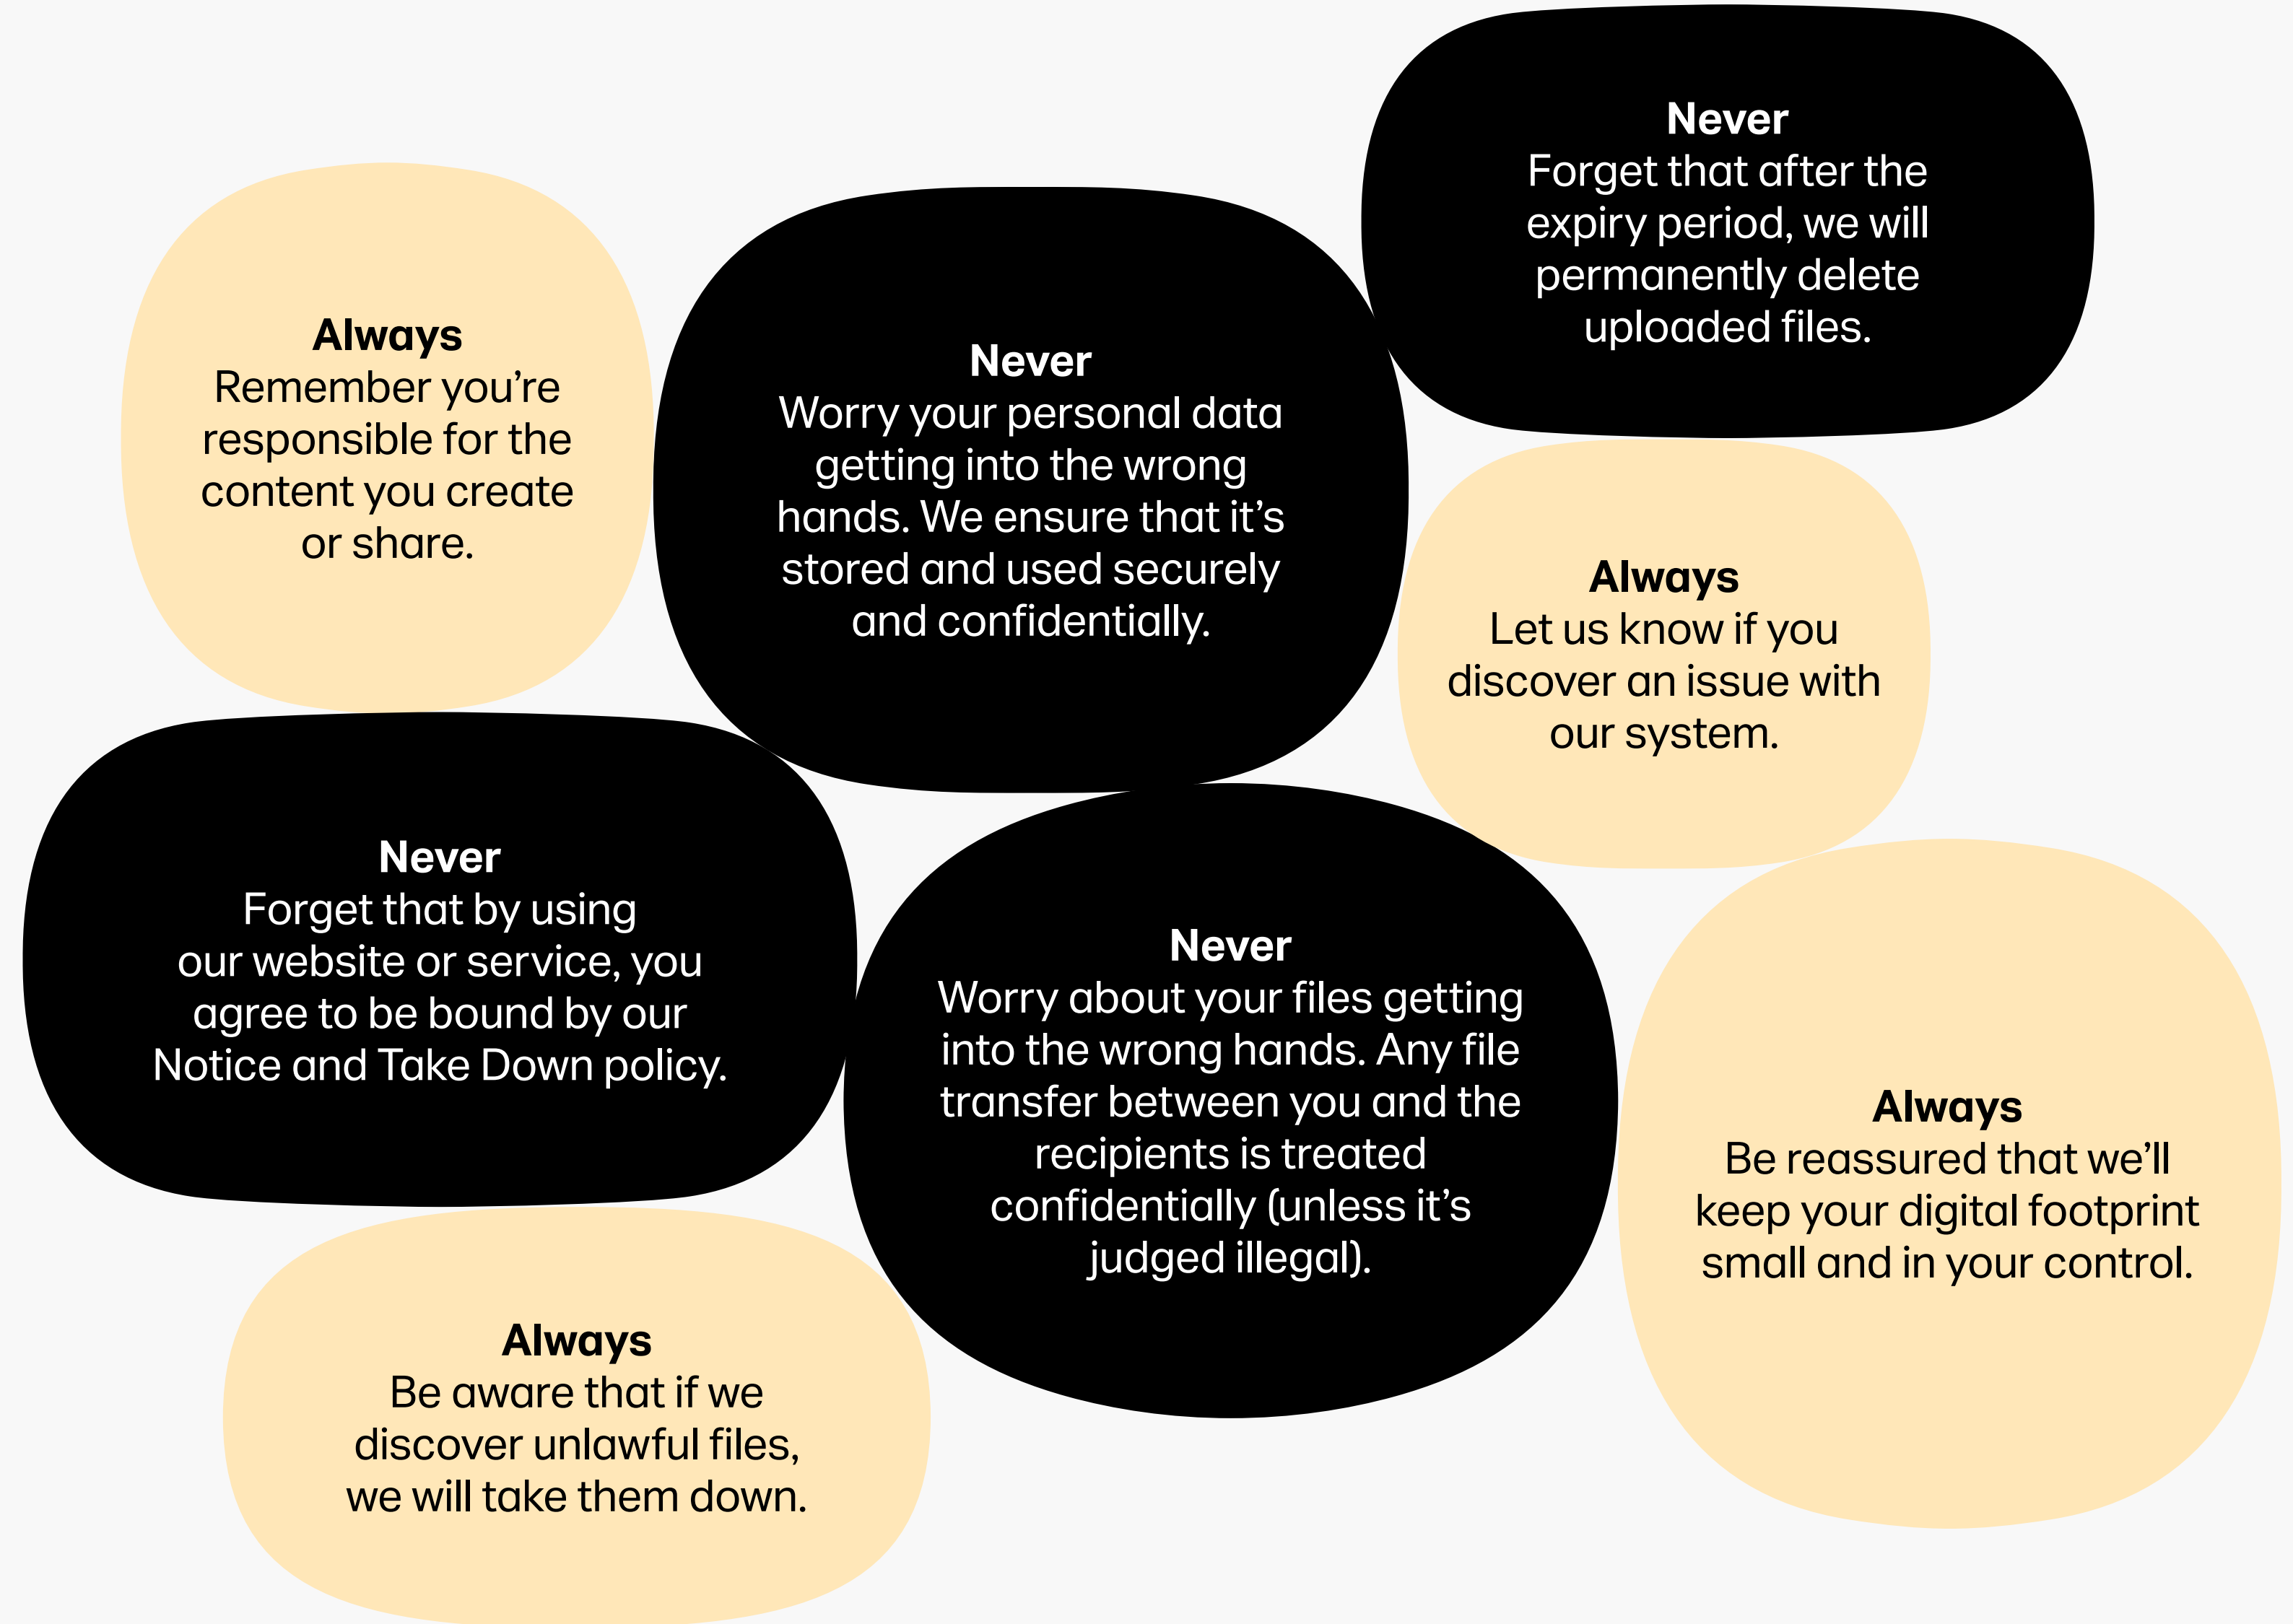 Never
Forget that after the
expiry period, we will
permanently delete
uploaded files.
Always
Remember you’re
responsible for the
content you create
or share.
Never
Worry your personal data
getting into the wrong
hands. We ensure that it’s
stored and used securely
and confidentially.
Always
Let us know if you
discover an issue with
our system.
Never
Forget that by using
our website or service, you
agree to be bound by our
Notice and Take Down policy.
Never
Worry about your files getting
into the wrong hands. Any file
transfer between you and the
recipients is treated
confidentially (unless it’s
judged illegal).
Always
Be reassured that we’ll
keep your digital footprint
small and in your control.
Always
Be aware that if we
discover unlawful files,
we will take them down.